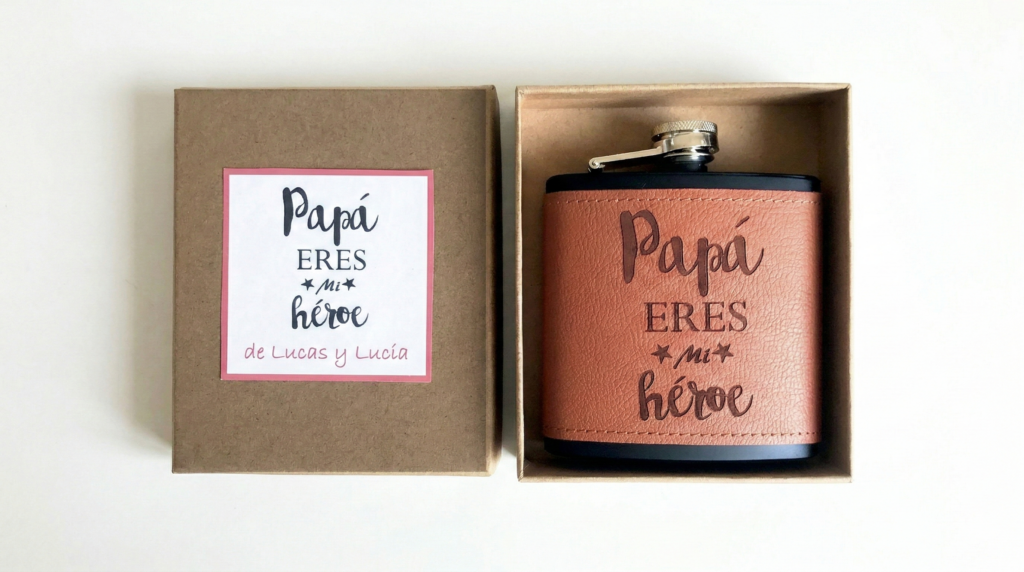 Papá
ERES
★ mi ★
héroe
de Lucas y Lucía
Papá
ERES
★ mi ★
héroe